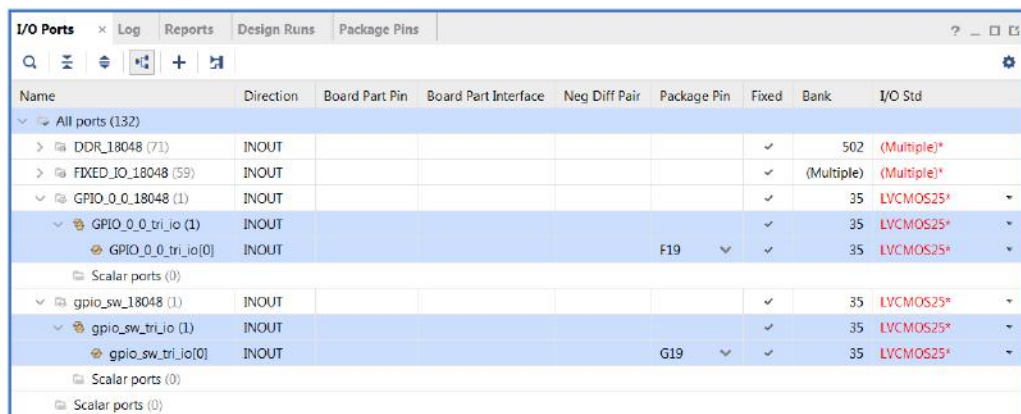 I/O Ports × Log Reports Design Runs Package Pins ?
Name Direction Board Part Pin Board Part Interface Neg Diff Pair Package Pin Fixed Bank I/O Std
All ports (132)
DDR_18048 (71) INOUT 502 (Multiple)*
FIXED_IO_18048 (59) INOUT (Multiple) (Multiple)*
GPIO_0_0_18048 (1) INOUT 35 LVCMOS25*
GPIO_0_0_tri_io (1) INOUT 35 LVCMOS25*
GPIO_0_0_tri_io[0] INOUT F19 35 LVCMOS25*
Scalar ports (0)
gpio_sw_18048 (1) INOUT 35 LVCMOS25*
gpio_sw_tri_io (1) INOUT 35 LVCMOS25*
gpio_sw_tri_io[0] INOUT G19 35 LVCMOS25*
Scalar ports (0)
Scalar ports (0)